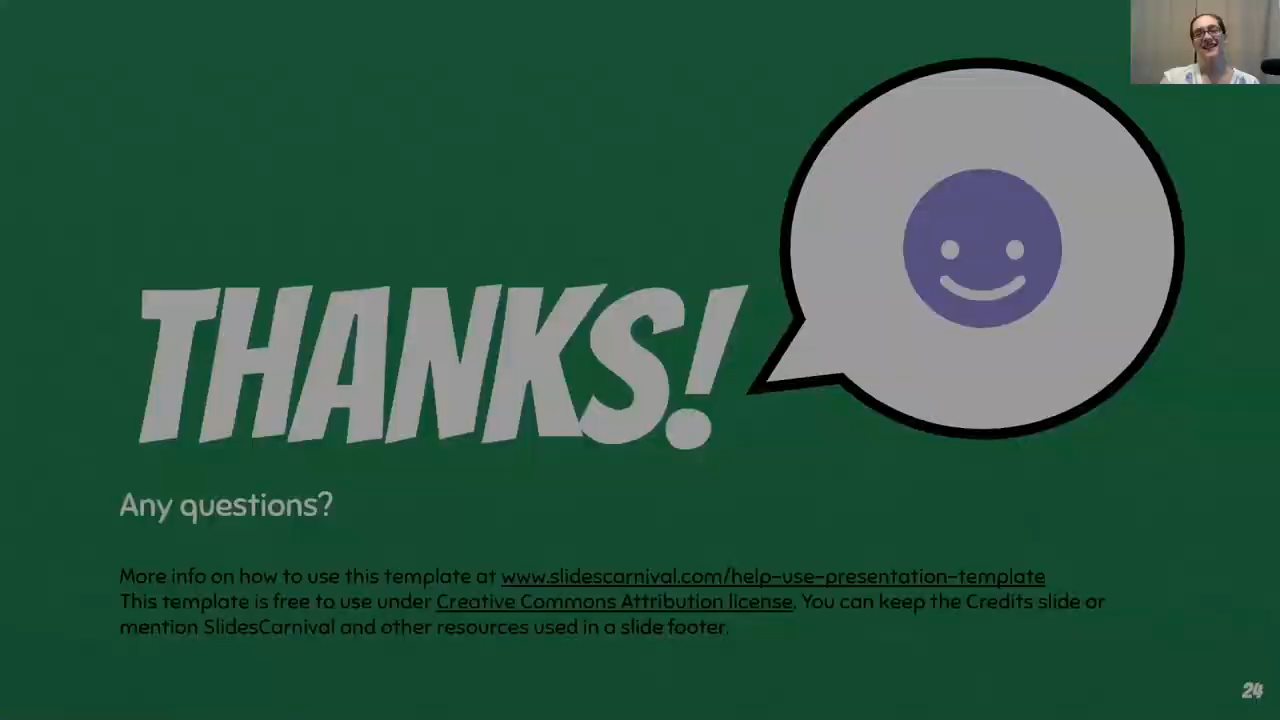 THANKS!
Any questions?
More info on how to use this template at www.slidescarnival.com/help-use-presentation-template
This template is free to use under Creative Commons Attribution license. You can keep the Credits slide or
mention SlidesCarnival and other resources used in a slide footer.
24